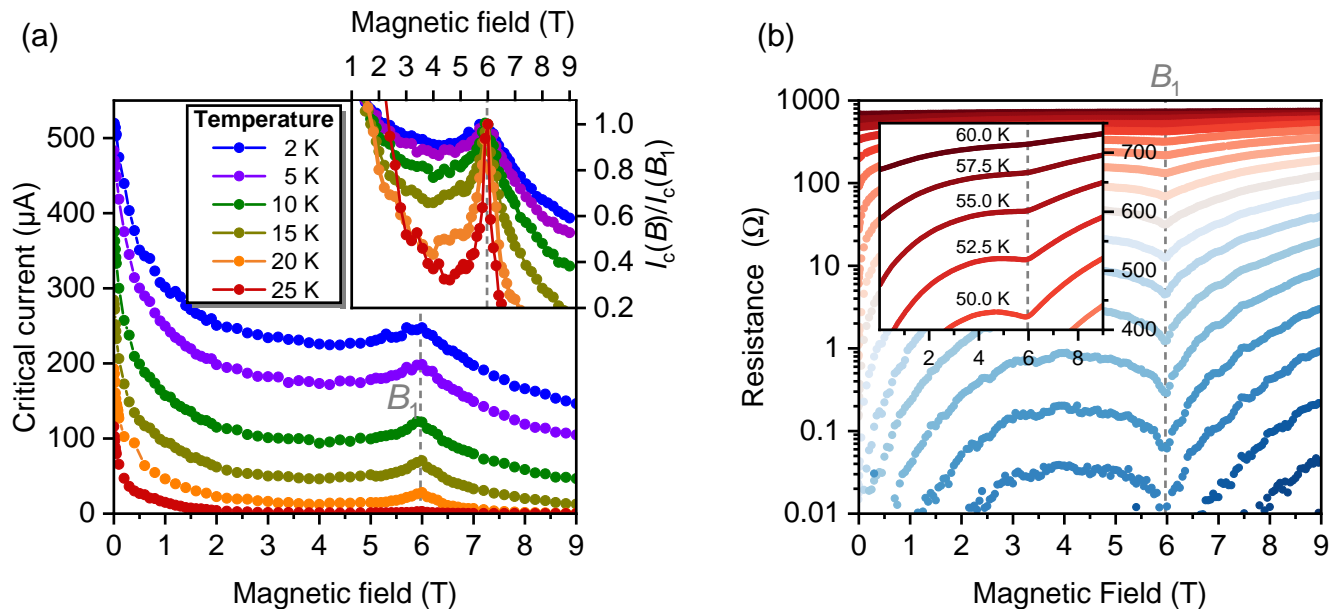 (a)
Magnetic field (T)
1 2 3 4 5 6 7 8 9
Temperature
2 K
5 K
10 K
15 K
20 K
25 K
1.0
0.8
0.6
0.4
0.2
Ic(B)/Ic(B1)
B1
Critical current (µA)
500
400
300
200
100
0
0 1 2 3 4 5 6 7 8 9
Magnetic field (T)
(b)
B1
Resistance (Ω)
1000
100
10
1
0.1
0.01
60.0 K
57.5 K
55.0 K
52.5 K
50.0 K
700
600
500
400
2 4 6 8
0 1 2 3 4 5 6 7 8 9
Magnetic Field (T)